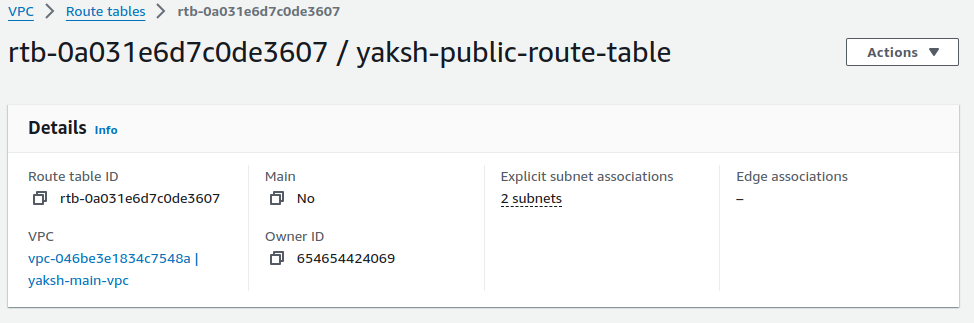 VPC > Route tables > rtb-0a031e6d7c0de3607
rtb-0a031e6d7c0de3607 / yaksh-public-route-table
Actions
Details Info
Route table ID
rtb-0a031e6d7c0de3607
Main
No
Explicit subnet associations
2 subnets
Edge associations
–
VPC
vpc-046be3e1834c7548a |
yaksh-main-vpc
Owner ID
654654424069